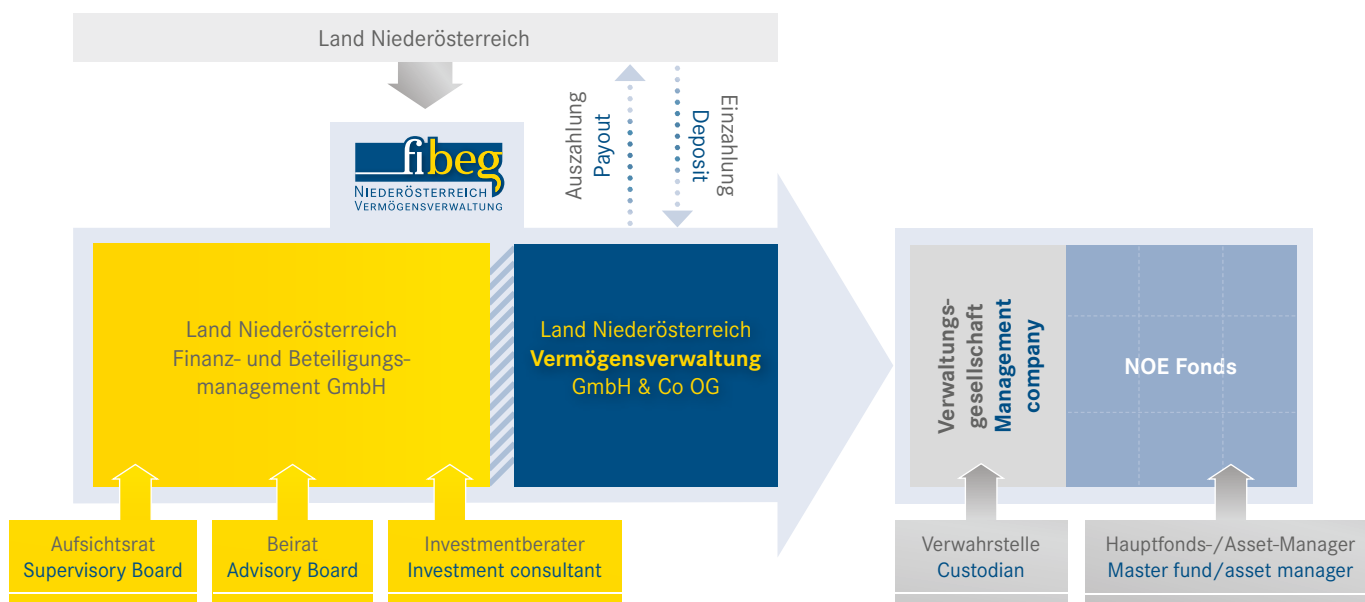 Land Niederösterreich
Auszahlung
Payout
Einzahlung
Deposit
fibeg
NIEDERÖSTERREICH
VERMÖGENSVERWALTUNG
Land Niederösterreich
Finanz- und Beteiligungs-
management GmbH
Land Niederösterreich
Vermögensverwaltung
GmbH & Co OG
Verwaltungs-
gesellschaft
Management
company
NOE Fonds
Aufsichtsrat
Supervisory Board
Beirat
Advisory Board
Investmentberater
Investment consultant
Verwahrstelle
Custodian
Hauptfonds-/Asset-Manager
Master fund/asset manager